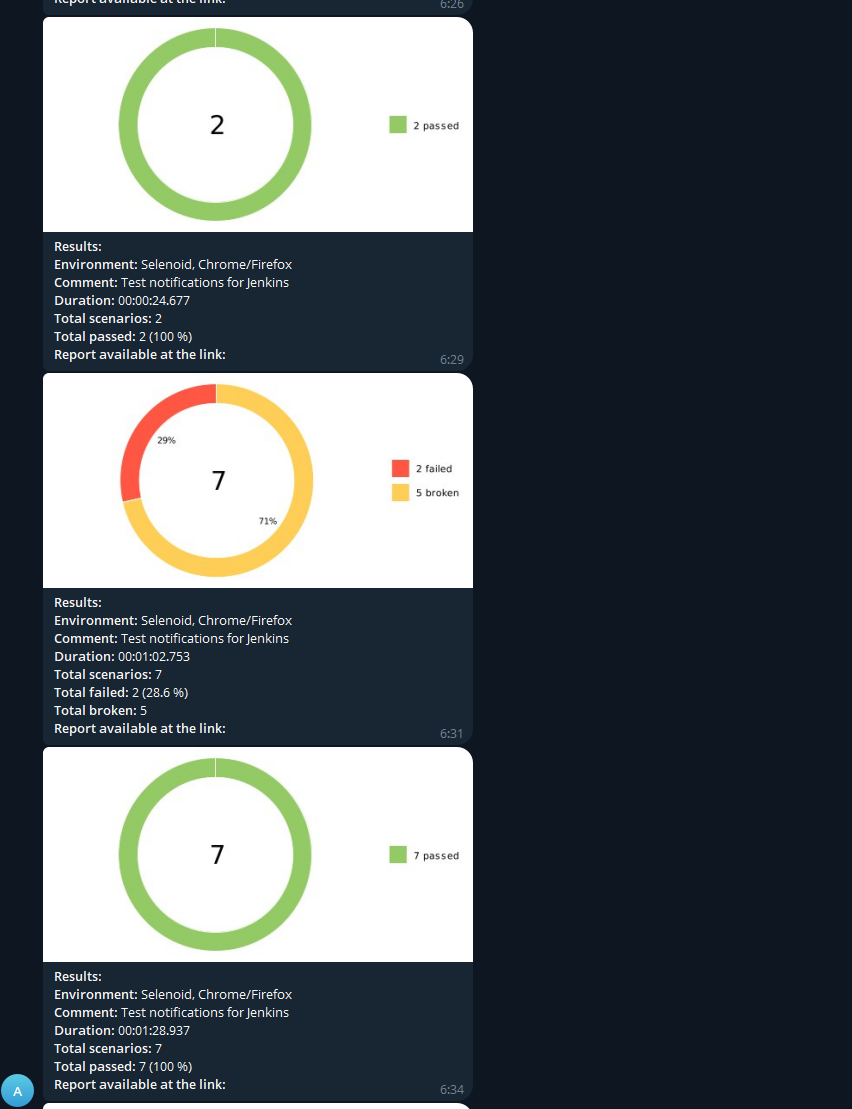 Report available at the link:
6:26
2
2 passed
Results:
Environment: Selenoid, Chrome/Firefox
Comment: Test notifications for Jenkins
Duration: 00:00:24.677
Total scenarios: 2
Total passed: 2 (100 %)
Report available at the link:
6:29
29%
7
71%
2 failed
5 broken
Results:
Environment: Selenoid, Chrome/Firefox
Comment: Test notifications for Jenkins
Duration: 00:01:02.753
Total scenarios: 7
Total failed: 2 (28.6 %)
Total broken: 5
Report available at the link:
6:31
7
7 passed
Results:
Environment: Selenoid, Chrome/Firefox
Comment: Test notifications for Jenkins
Duration: 00:01:28.937
Total scenarios: 7
Total passed: 7 (100 %)
Report available at the link:
6:34
A